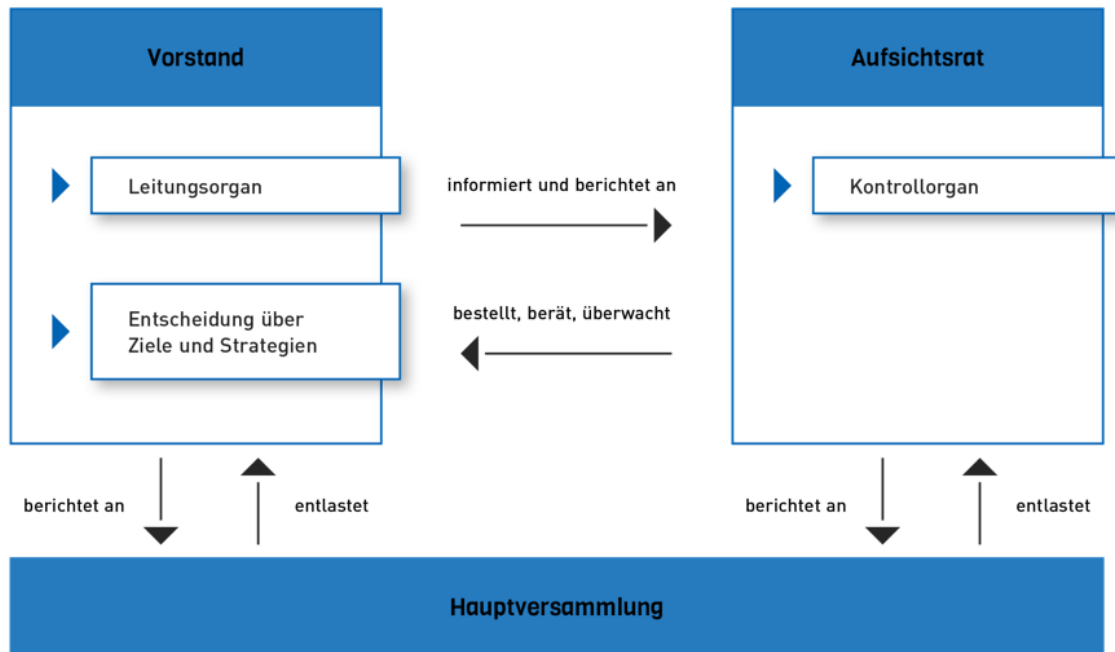 Vorstand
Aufsichtsrat
Leitungsorgan
informiert und berichtet an
Kontrollorgan
Entscheidung über
Ziele und Strategien
bestellt, berät, überwacht
berichtet an
entlastet
berichtet an
entlastet
Hauptversammlung